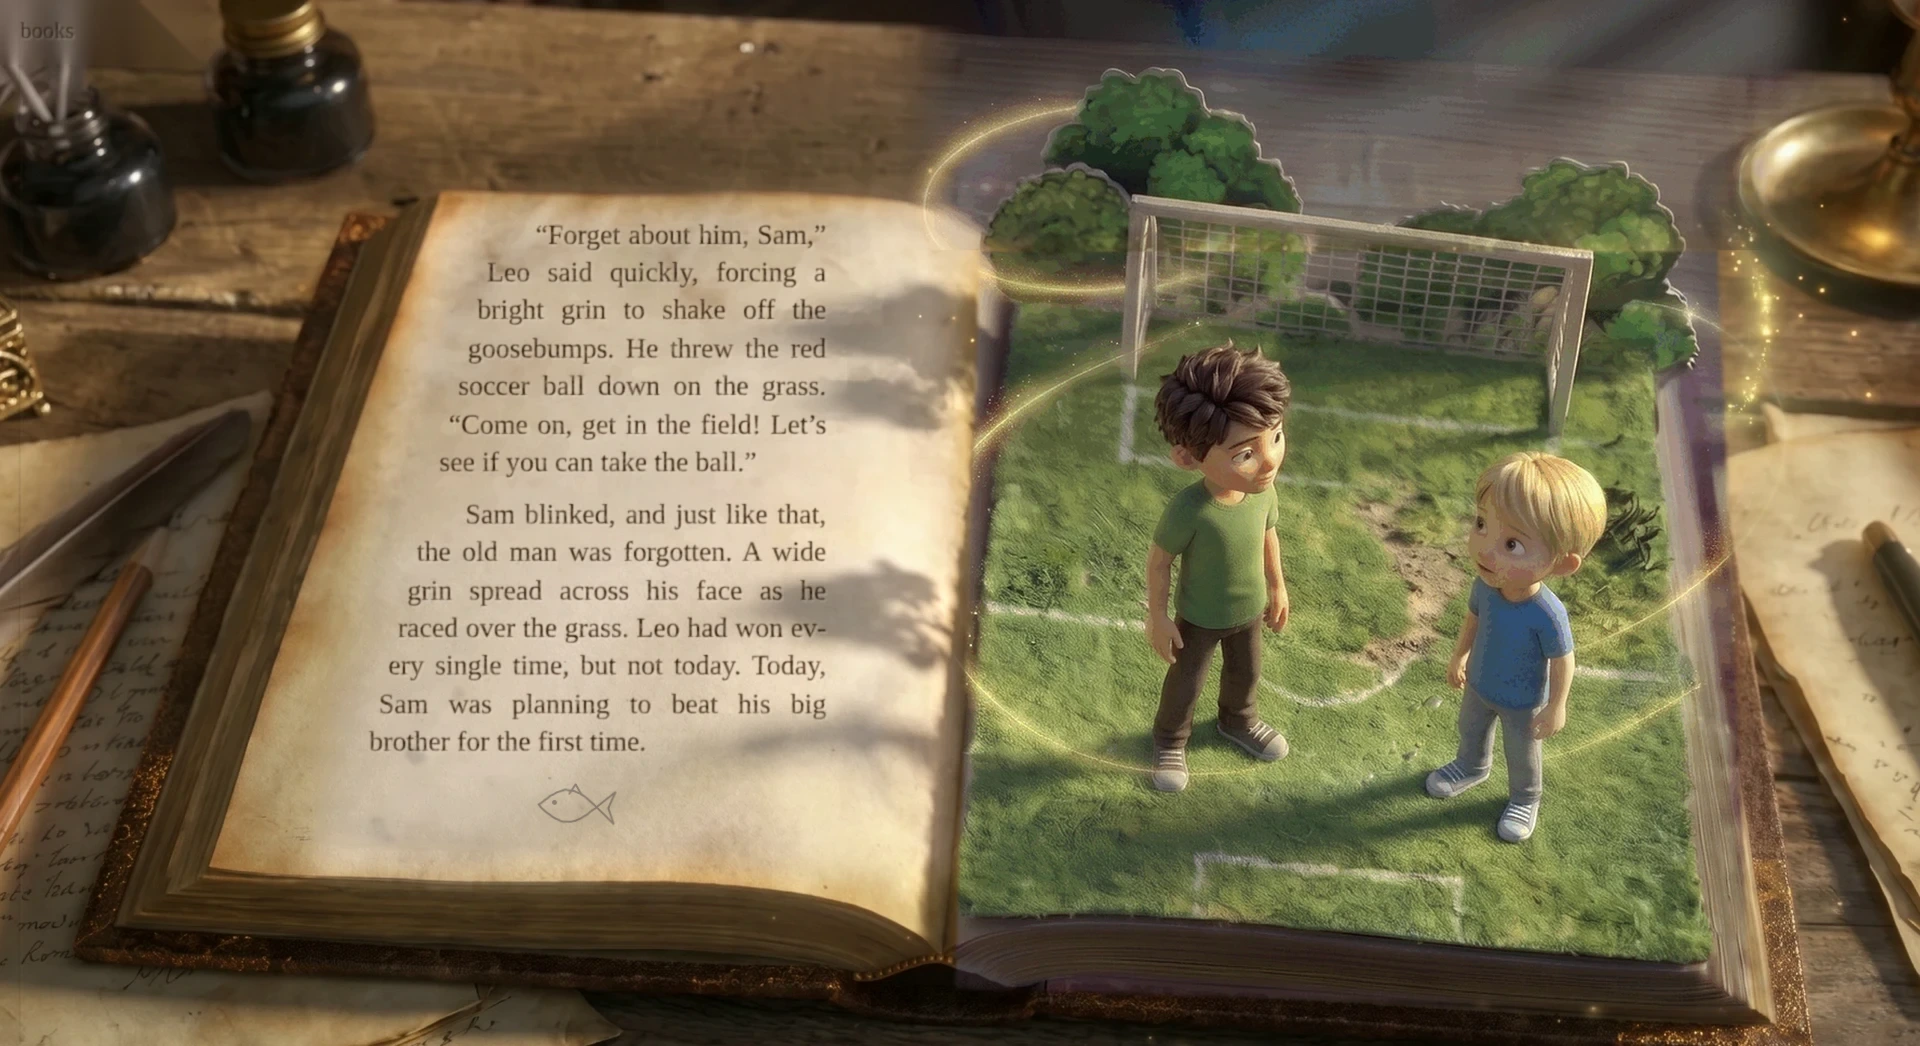 books
“Forget about him, Sam,”
Leo said quickly, forcing a
bright grin to shake off the
goosebumps. He threw the red
soccer ball down on the grass.
“Come on, get in the field! Let’s
see if you can take the ball.”
Sam blinked, and just like that,
the old man was forgotten. A wide
grin spread across his face as he
raced over the grass. Leo had won ev-
ery single time, but not today. Today,
Sam was planning to beat his big
brother for the first time.